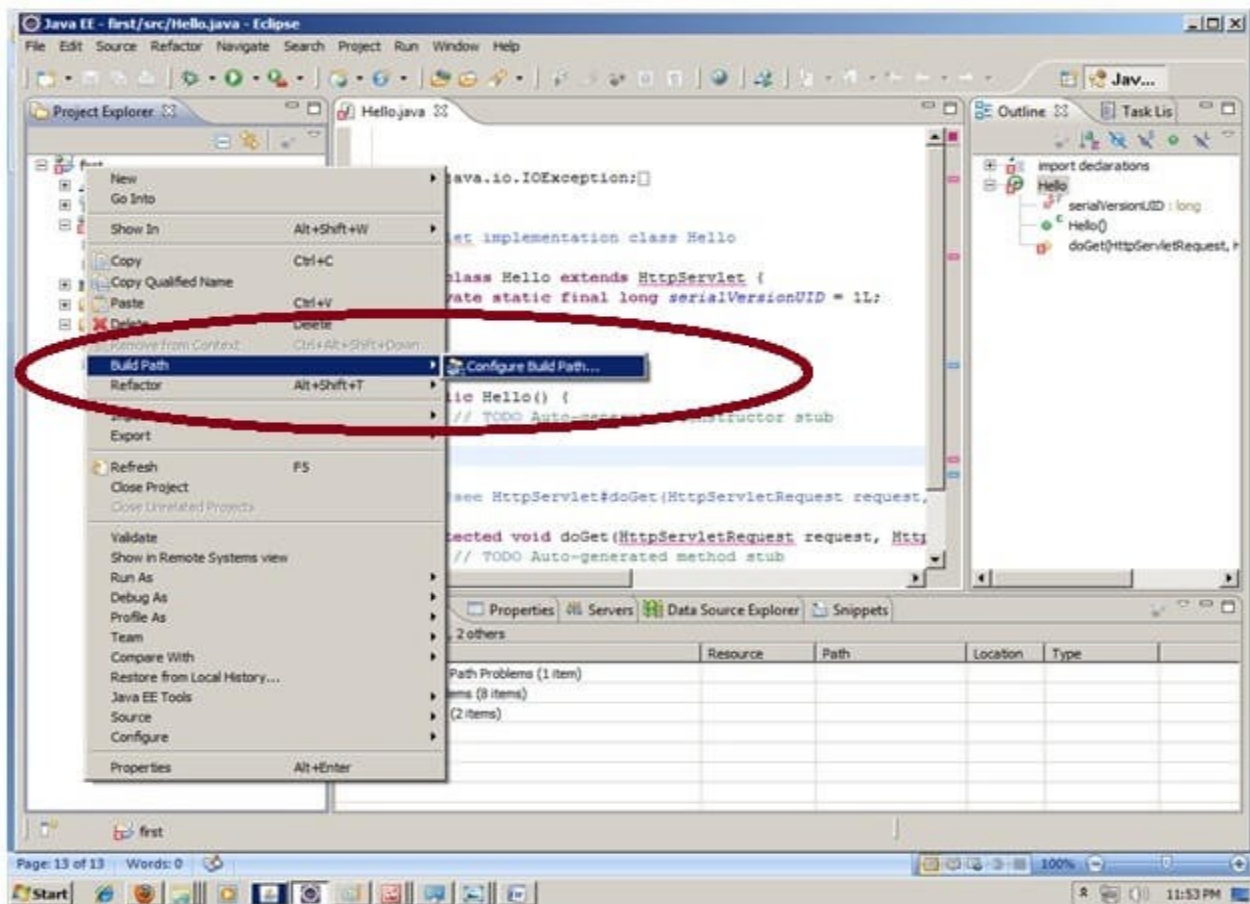 Java EE - first/src/Hello.java - Eclipse
File Edit Source Refactor Navigate Search Project Run Window Help
Jav...
Project Explorer
Hello.java
Outline
Task Lis
first
New
Go Into
Show In Alt+Shift+W
Copy Ctrl+C
Copy Qualified Name
Paste Ctrl+V
Delete Delete
Remove from Context Ctrl+Alt+Shift+Down
Build Path
Configure Build Path...
Refactor Alt+Shift+T
Import
Export
Refresh F5
Close Project
Close Unrelated Projects
Validate
Show in Remote Systems view
Run As
Debug As
Profile As
Team
Compare With
Restore from Local History...
Java EE Tools
Source
Configure
Properties Alt+Enter
java.io.IOException;
let implementation class Hello
class Hello extends HttpServlet {
vate static final long serialVersionUID = 1L;
lic Hello() {
// TODO Auto-generated constructor stub
see HttpServlet#doGet(HttpServletRequest request,
tected void doGet(HttpServletRequest request, Http
// TODO Auto-generated method stub
import declarations
Hello
serialVersionUID : long
Hello()
doGet(HttpServletRequest, H
Properties Servers Data Source Explorer Snippets
, 2 others
Resource Path Location Type
Path Problems (1 item)
ems (8 items)
(2 items)
first
Page: 13 of 13 Words: 0
100%
Start
11:53 PM